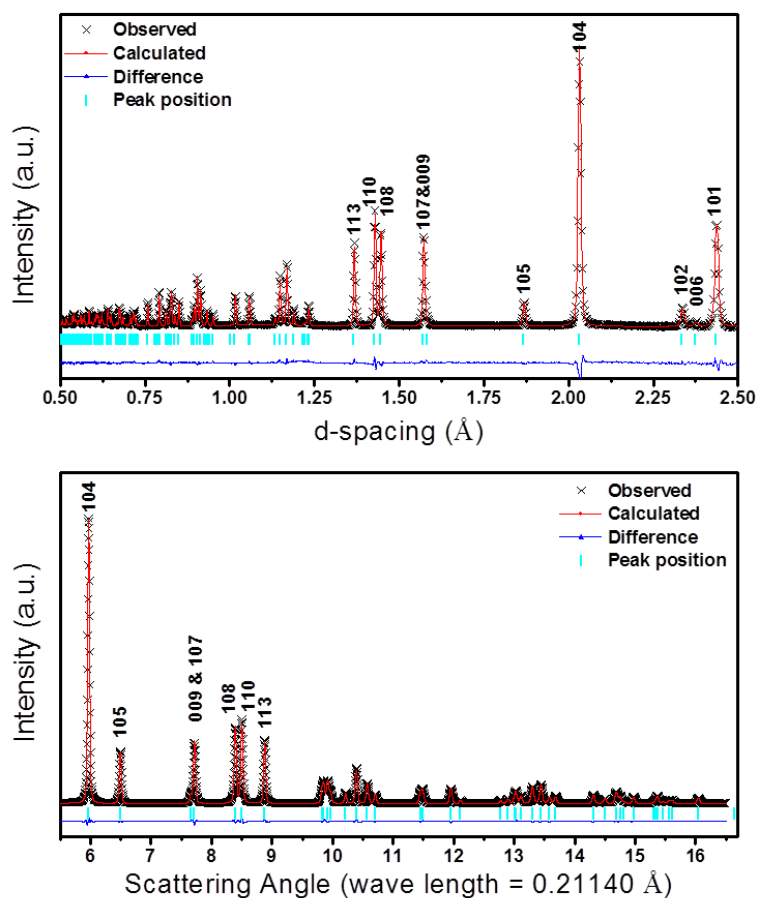 Observed
Calculated
Difference
Peak position
104
101
110
108
113
107&009
105
102
006
Intensity (a.u.)
0.50 0.75 1.00 1.25 1.50 1.75 2.00 2.25 2.50
d-spacing (Å)
104
Observed
Calculated
Difference
Peak position
105
009 & 107
108
110
113
Intensity (a.u.)
6 7 8 9 10 11 12 13 14 15 16
Scattering Angle (wave length = 0.21140 Å)